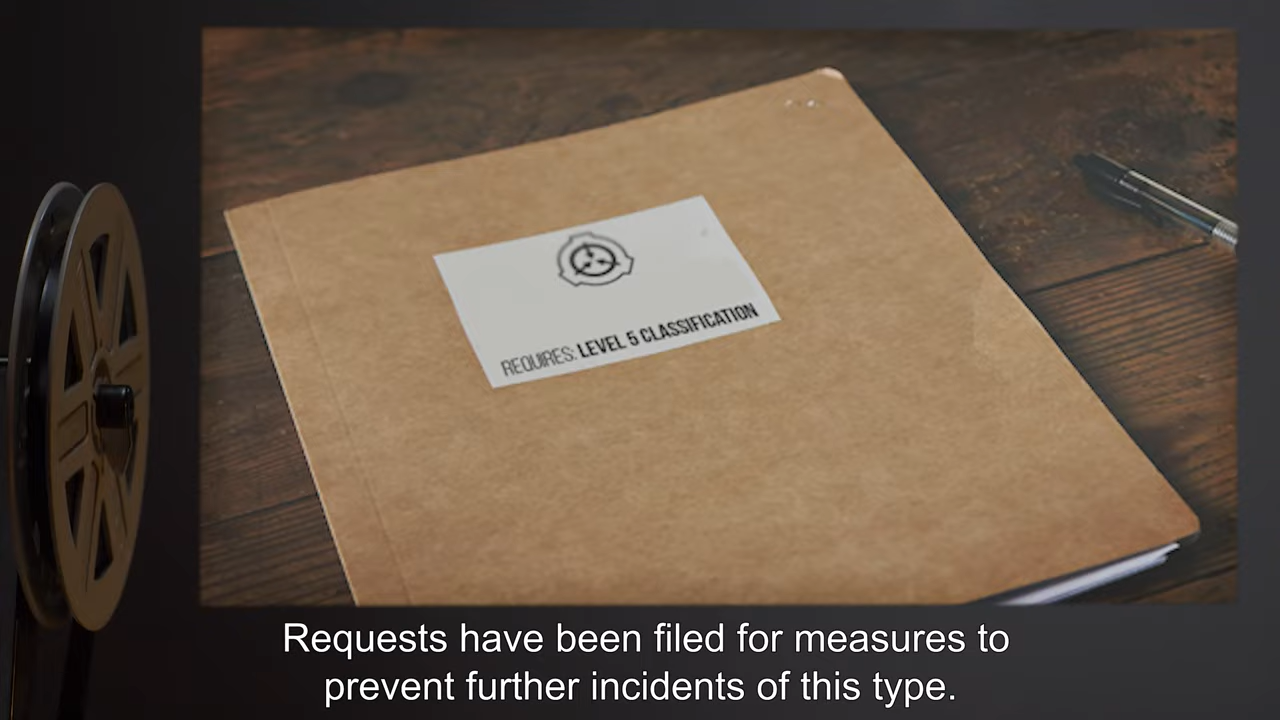 REQUIRES: LEVEL 5 CLASSIFICATION
Requests have been filed for measures to
prevent further incidents of this type.